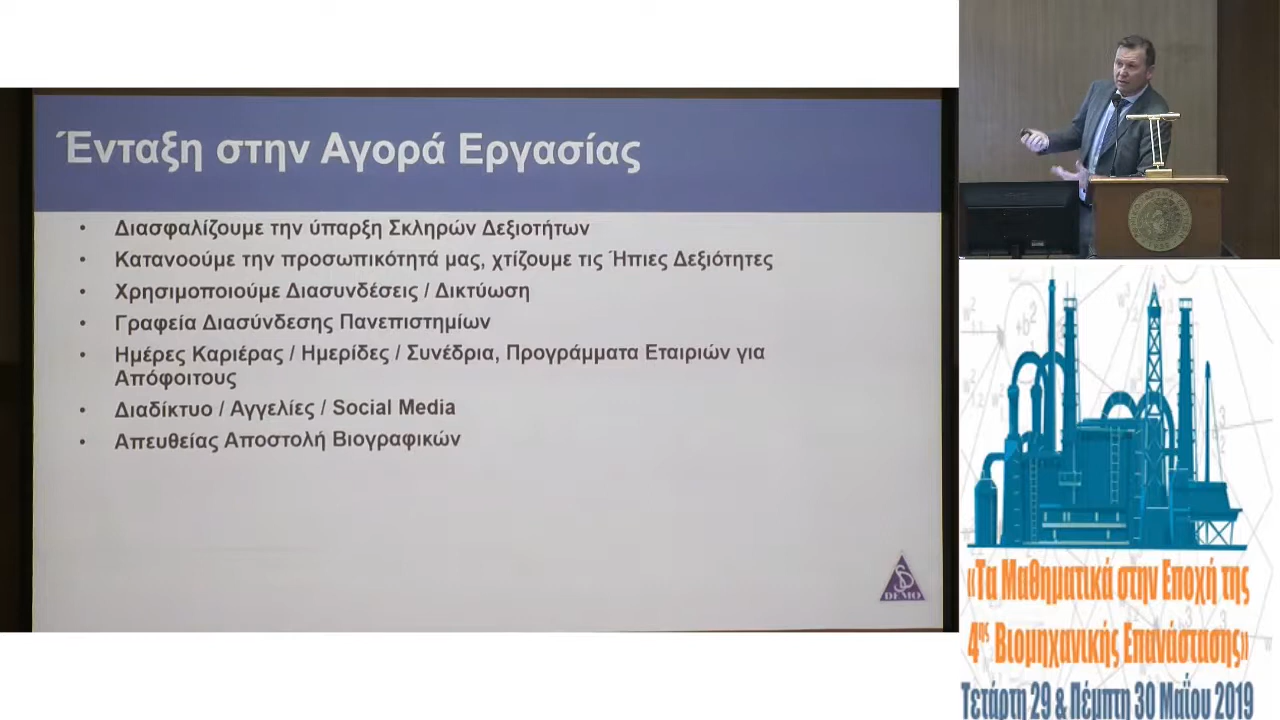 Ένταξη στην Αγορά Εργασίας
• Διασφαλίζουμε την ύπαρξη Σκληρών Δεξιοτήτων
• Κατανοούμε την προσωπικότητά μας, χτίζουμε τις Ήπιες Δεξιότητες
• Χρησιμοποιούμε Διασυνδέσεις / Δικτύωση
• Γραφεία Διασύνδεσης Πανεπιστημίων
• Ημέρες Καριέρας / Ημερίδες / Συνέδρια, Προγράμματα Εταιριών για
Απόφοιτους
• Διαδίκτυο / Αγγελίες / Social Media
• Απευθείας Αποστολή Βιογραφικών
DEMO
«Τα Μαθηματικά στην Εποχή της
4ης Βιομηχανικής Επανάστασης»
Τετάρτη 29 & Πέμπτη 30 Μαΐου 2019